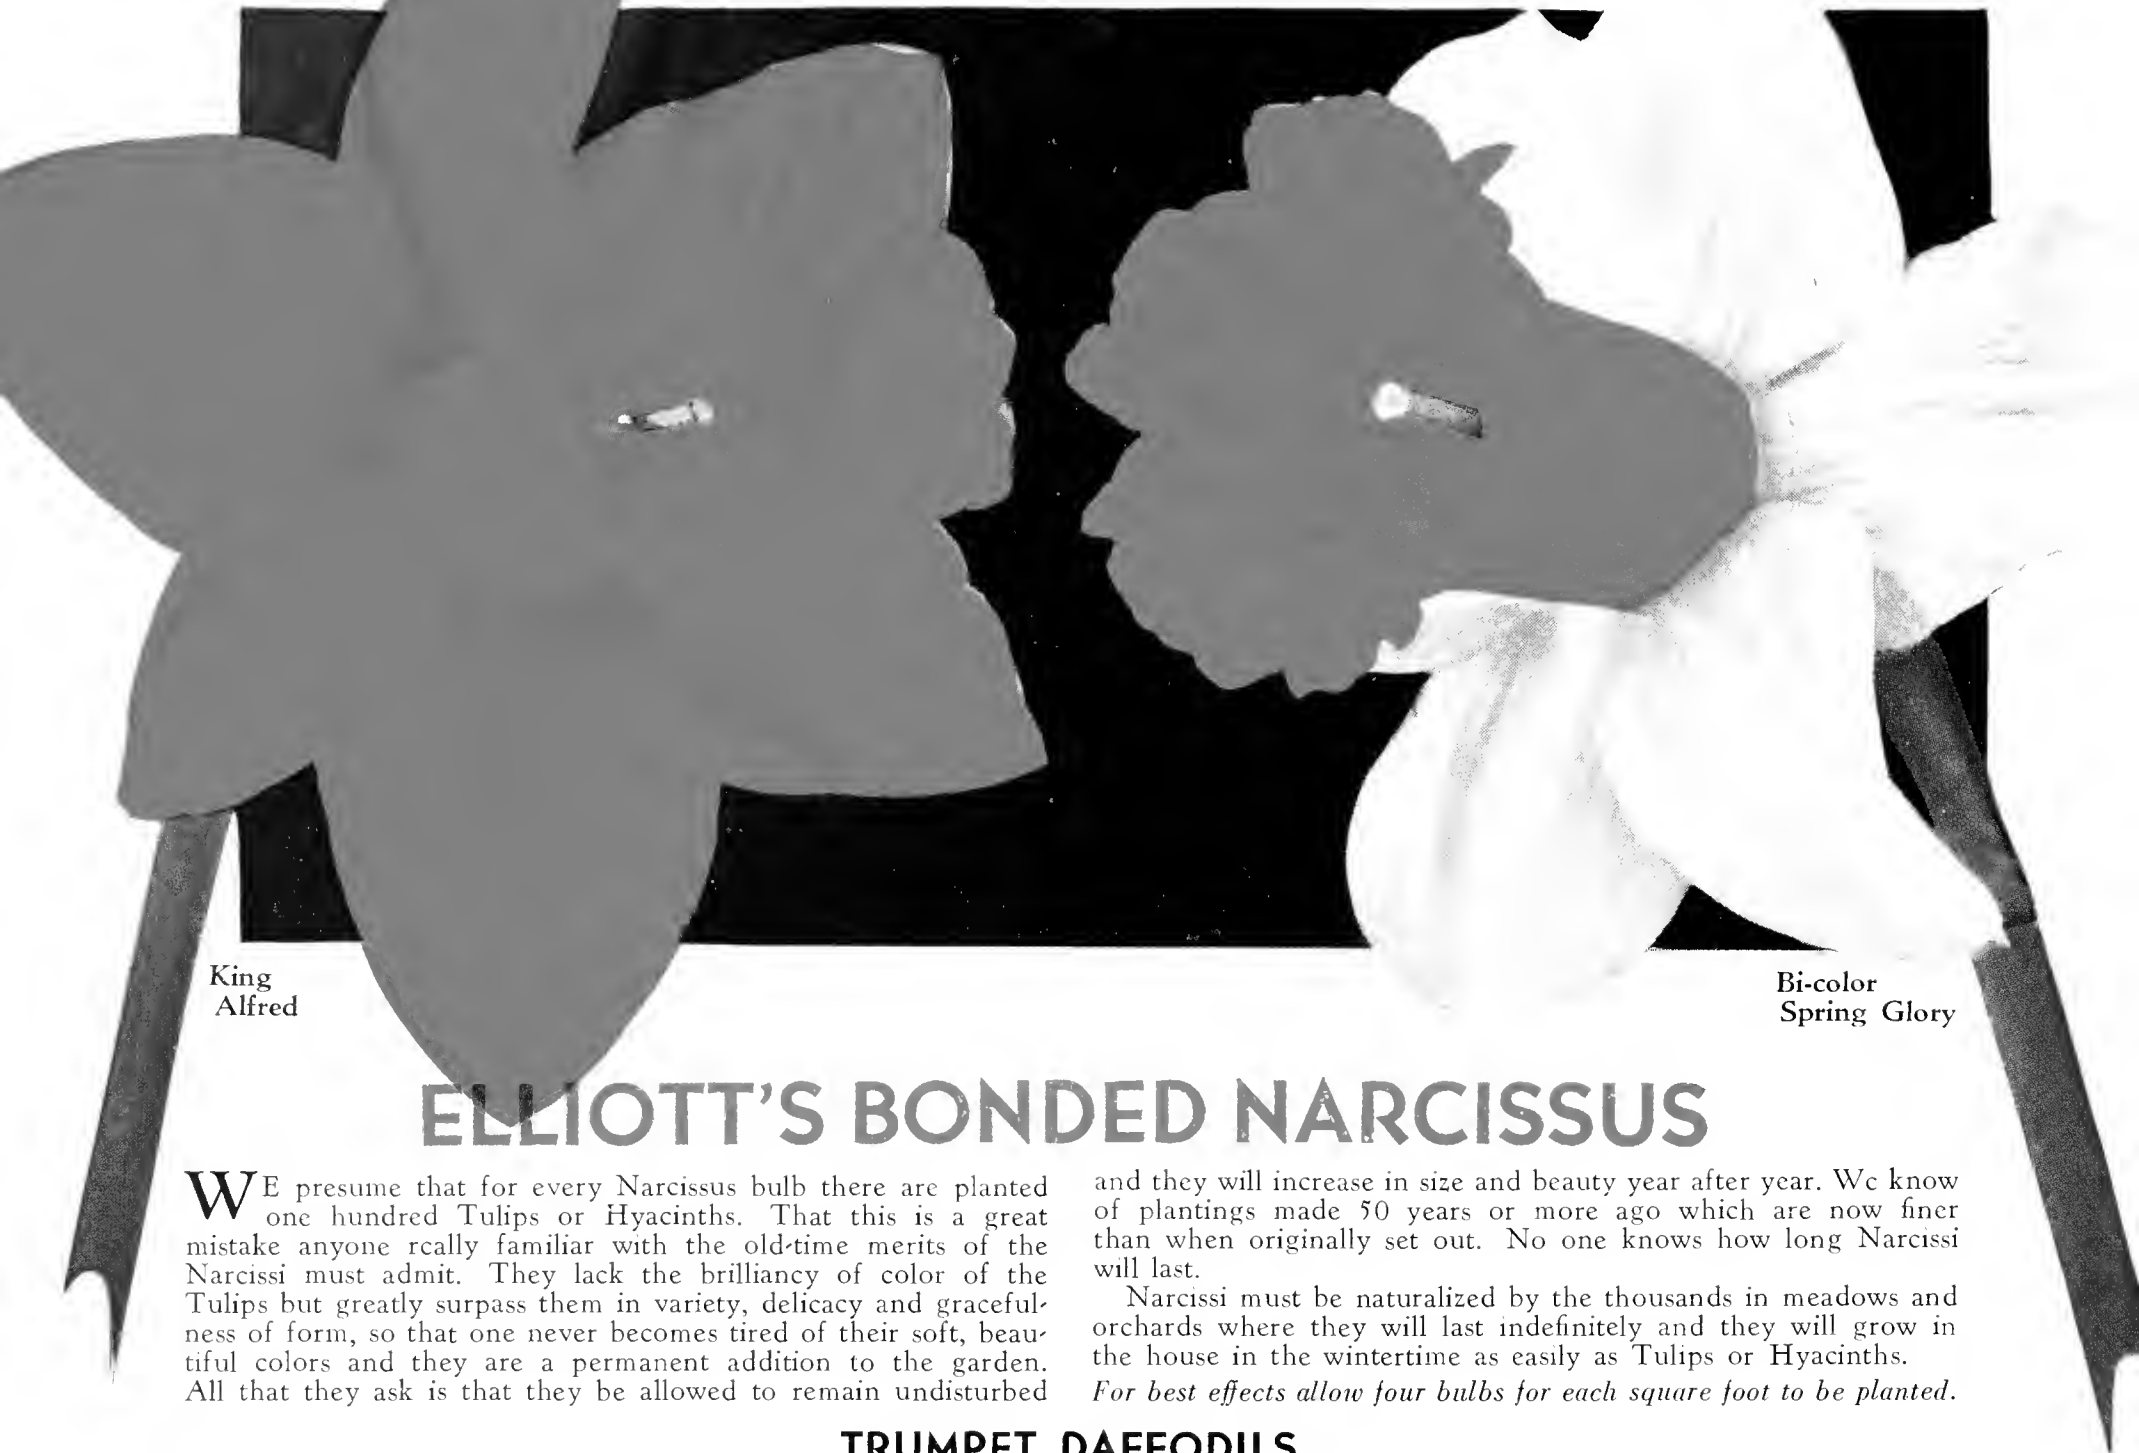 King
Alfred
Bi-color
Spring Glory
ELLIOTT'S BONDED NARCISSUS
WE presume that for every Narcissus bulb there are planted
one hundred Tulips or Hyacinths. That this is a great
mistake anyone really familiar with the old-time merits of the
Narcissi must admit. They lack the brilliancy of color of the
Tulips but greatly surpass them in variety, delicacy and graceful-
ness of form, so that one never becomes tired of their soft, beau-
tiful colors and they are a permanent addition to the garden.
All that they ask is that they be allowed to remain undisturbed
and they will increase in size and beauty year after year. We know
of plantings made 50 years or more ago which are now finer
than when originally set out. No one knows how long Narcissi
will last.
Narcissi must be naturalized by the thousands in meadows and
orchards where they will last indefinitely and they will grow in
the house in the wintertime as easily as Tulips or Hyacinths.
For best effects allow four bulbs for each square foot to be planted.
TRUMPET DAFFODILS